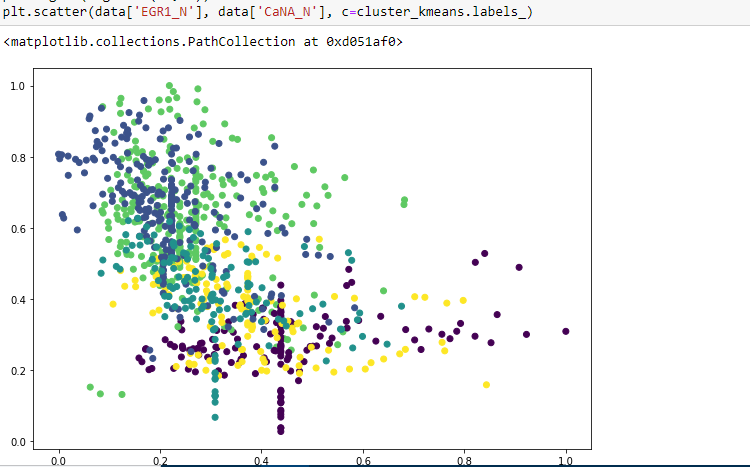 plt.scatter(data['EGR1_N'], data['CaNA_N'], c=cluster_kmeans.labels_)
<matplotlib.collections.PathCollection at 0xd051af0>
1.0
0.8
0.6
0.4
0.2
0.0
0.0 0.2 0.4 0.6 0.8 1.0